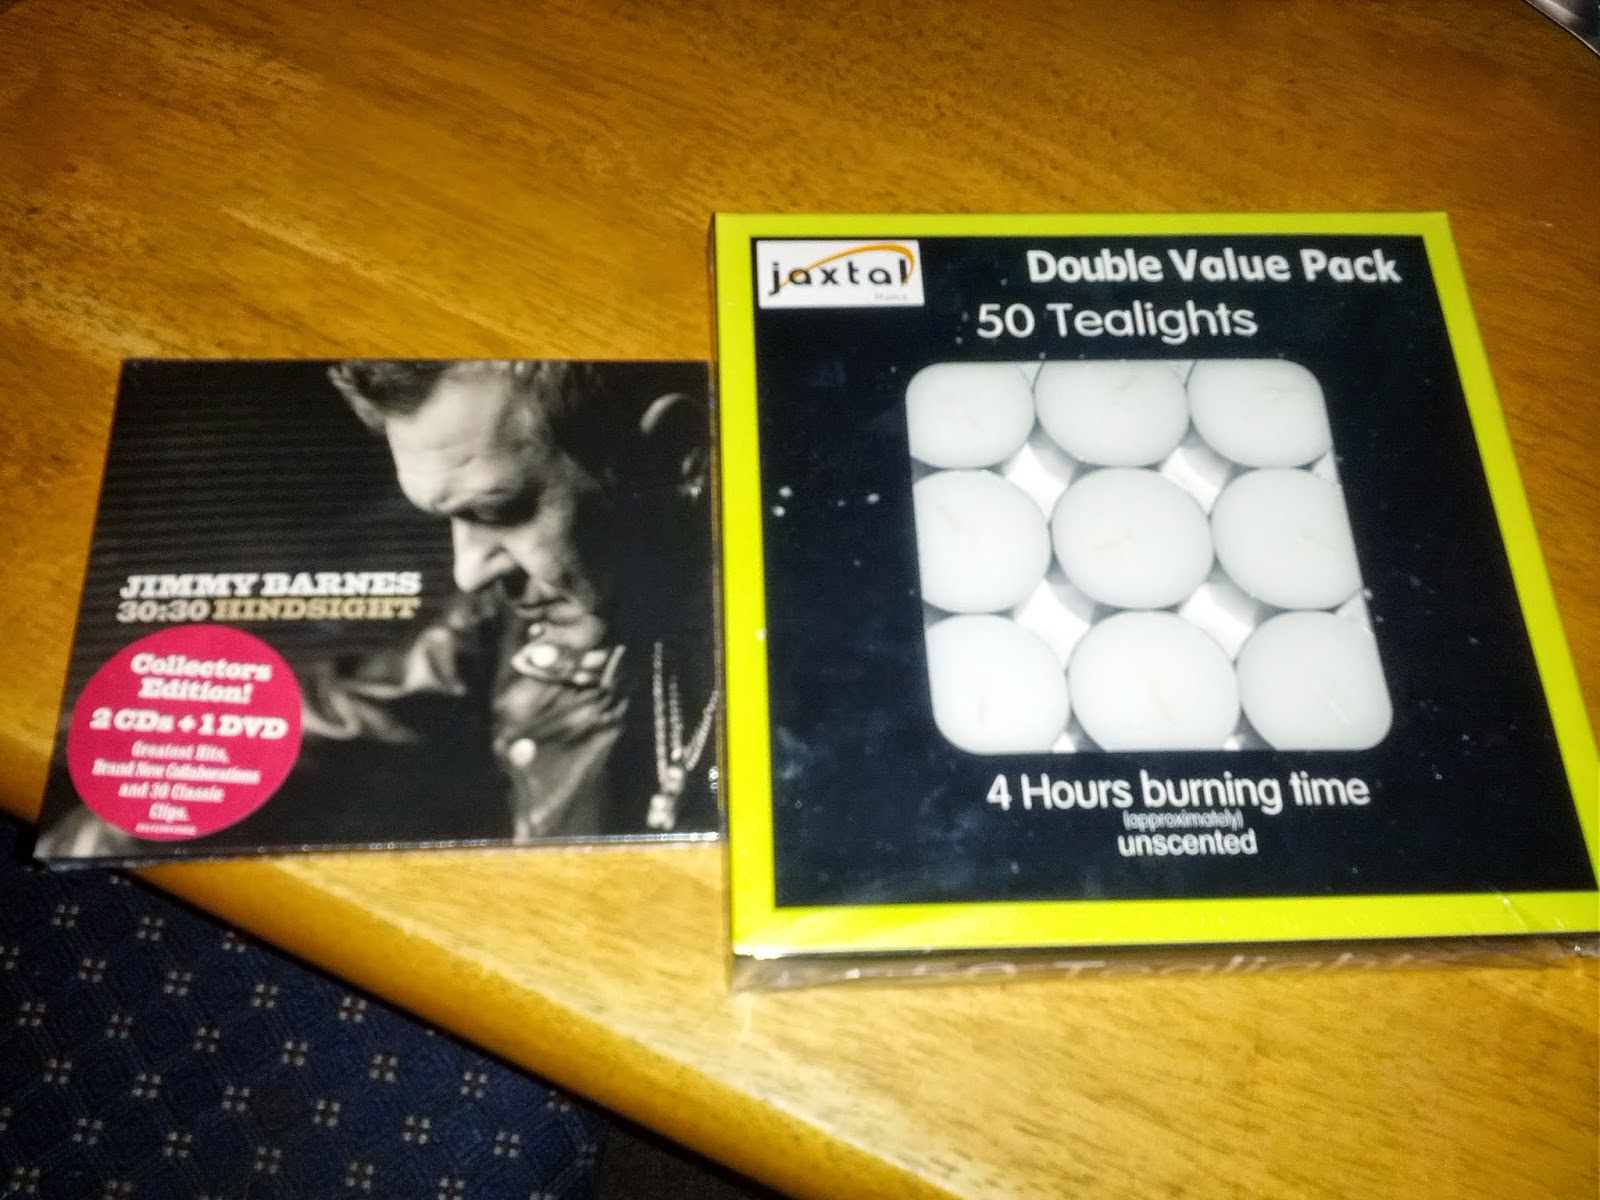 JIMMY BARNES
30:30 HINDSIGHT
Collectors
Edition!
2 CDs + 1 DVD
Greatest Hits,
Brand New Collaborations
and 30 Classic
Clips.
jaxtal
Double Value Pack
50 Tealights
4 Hours burning time
(approximately)
unscented